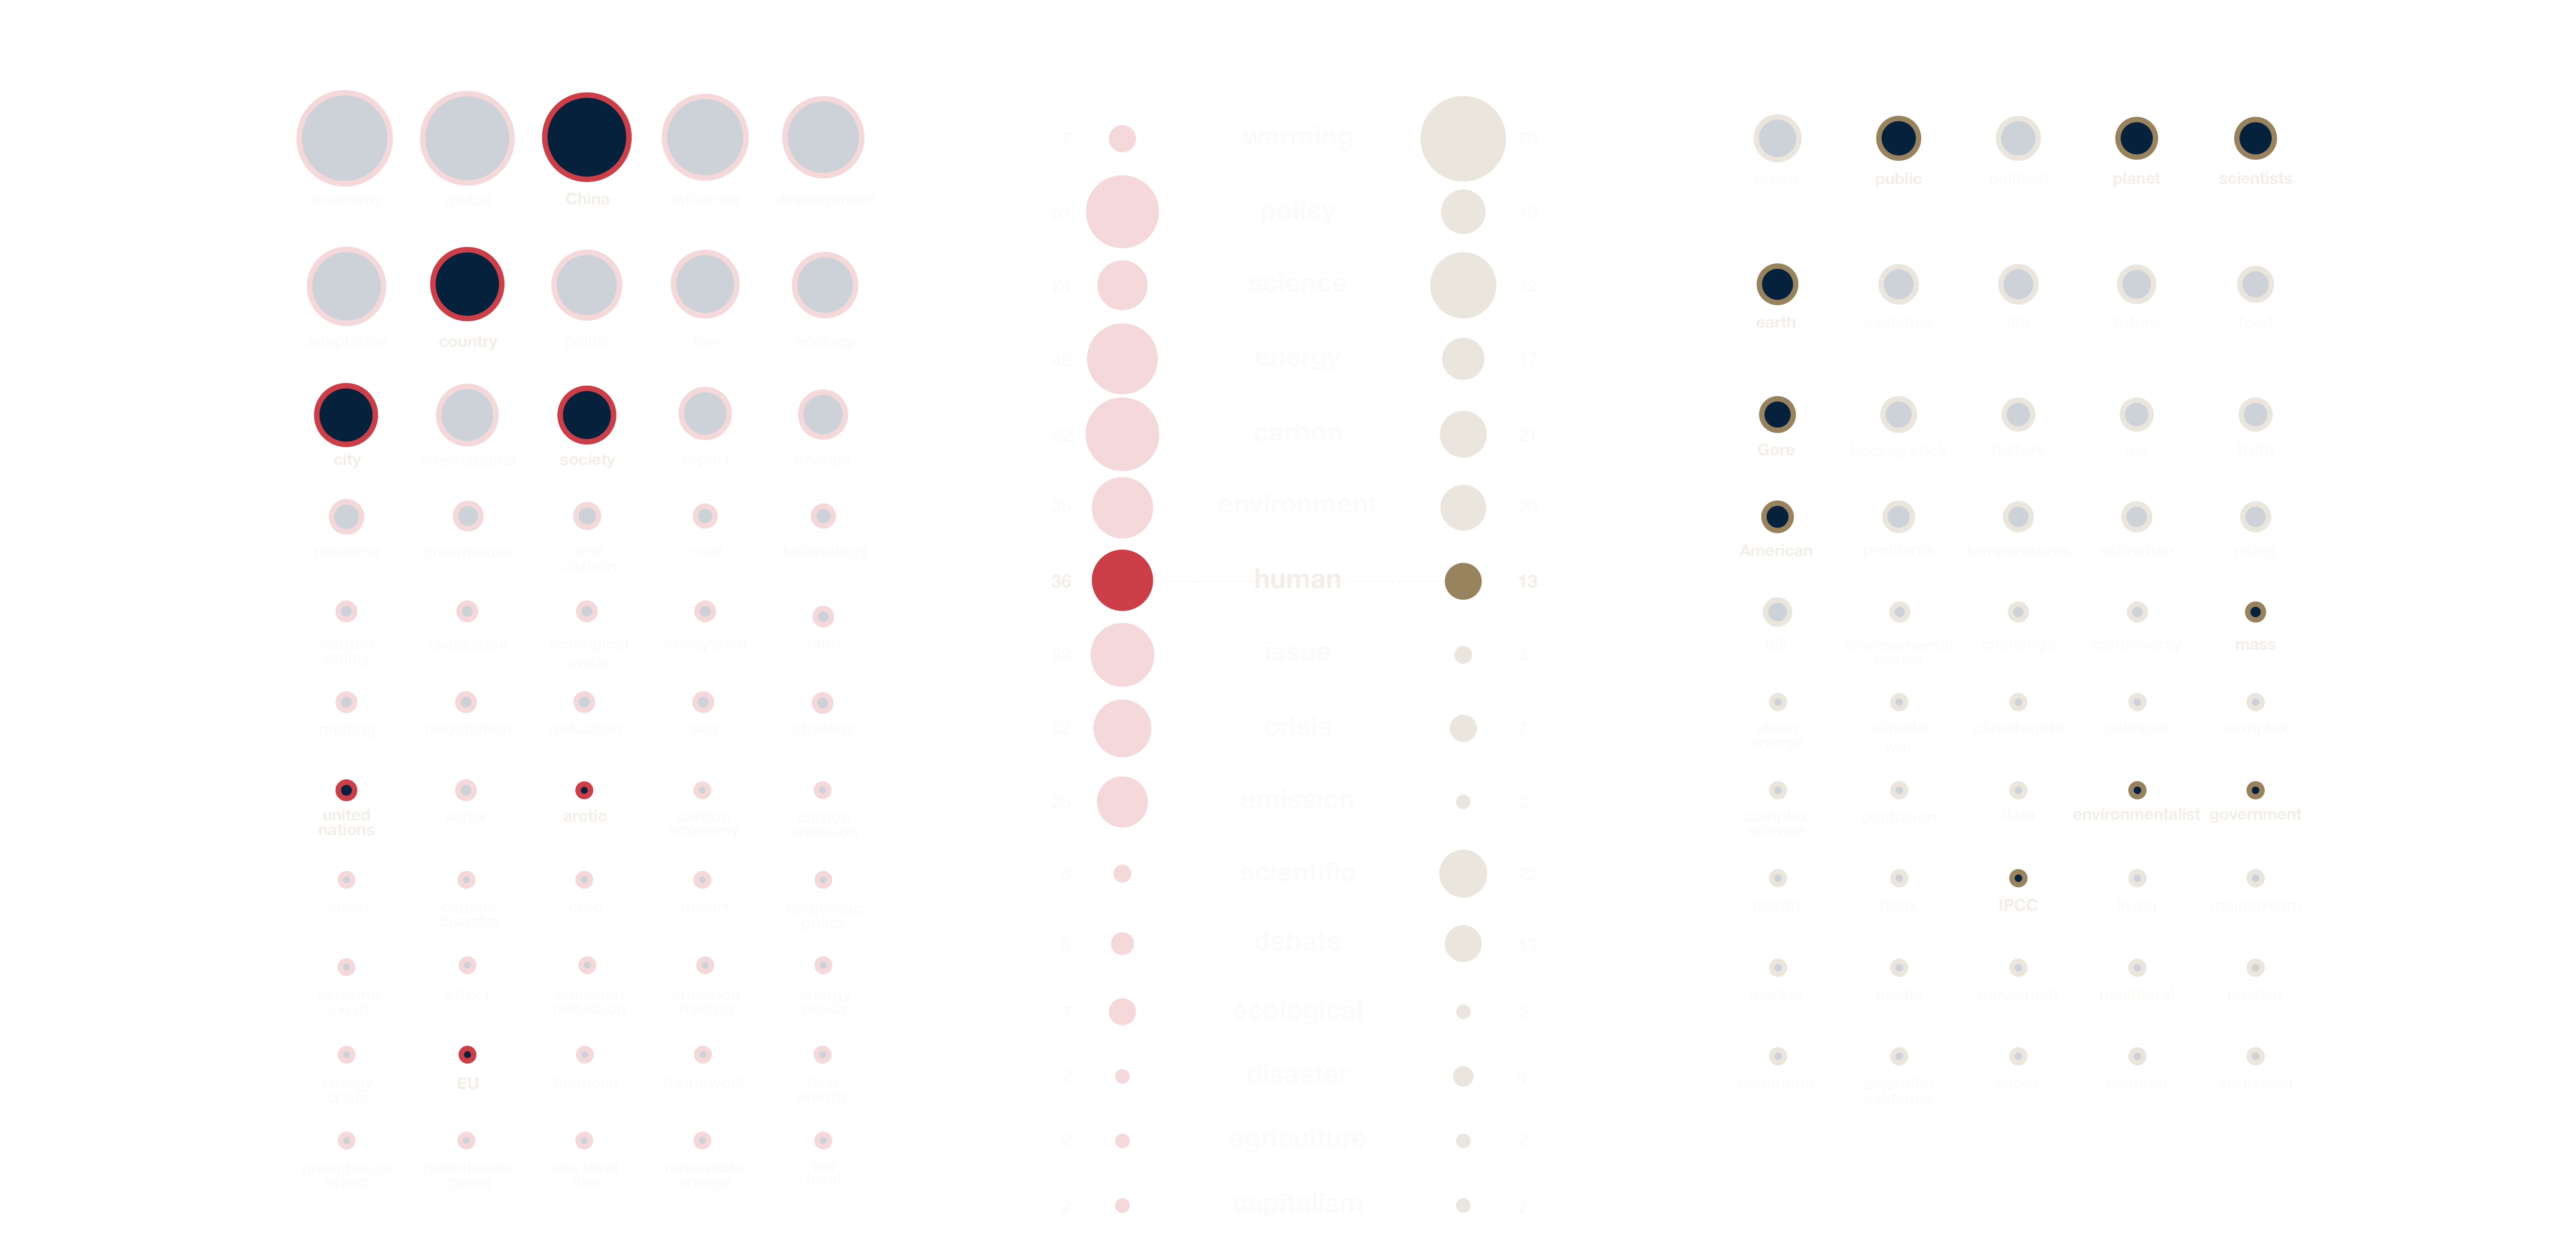 economy global China influence development
adaptation country politic low ecology
city international society report change
resource greenhouse low
carbon cost technology
carbon
policy civilization ecological
crisis ecosystem land
melting negotiation reduction sea strategy
united
nations water arctic carbon
economy carbon
emission
ocean climate
disaster crop desert economic
policy
extreme
event effect emission
reduction emission
trading energy
policy
energy
crisis EU financial framework new
energy
greenhouse
effect greenhouse
gases sea level
rise renewable
energy sea
level
7 warming 70
51 policy 19
24 science 42
48 energy 17
52 carbon 21
36 environment 20
36 human 13
39 issue 3
32 crisis 7
25 emission 2
3 scientific 22
5 debate 13
7 ecological 2
2 disaster 4
2 agriculture 2
2 capitalism 2
green public political planet scientists
earth evidence life future food
Gore hockey stick history ice truth
American problems temperatures extinction rising
oil environmental
issues challenge controversy mass
clean
energy climate
war climategate collapse complex
complex
science confusion data environmentalist government
health hoax IPCC living mainstream
market media movement neoliberal nuclear
revolution scientific
evidence shock solution statistical